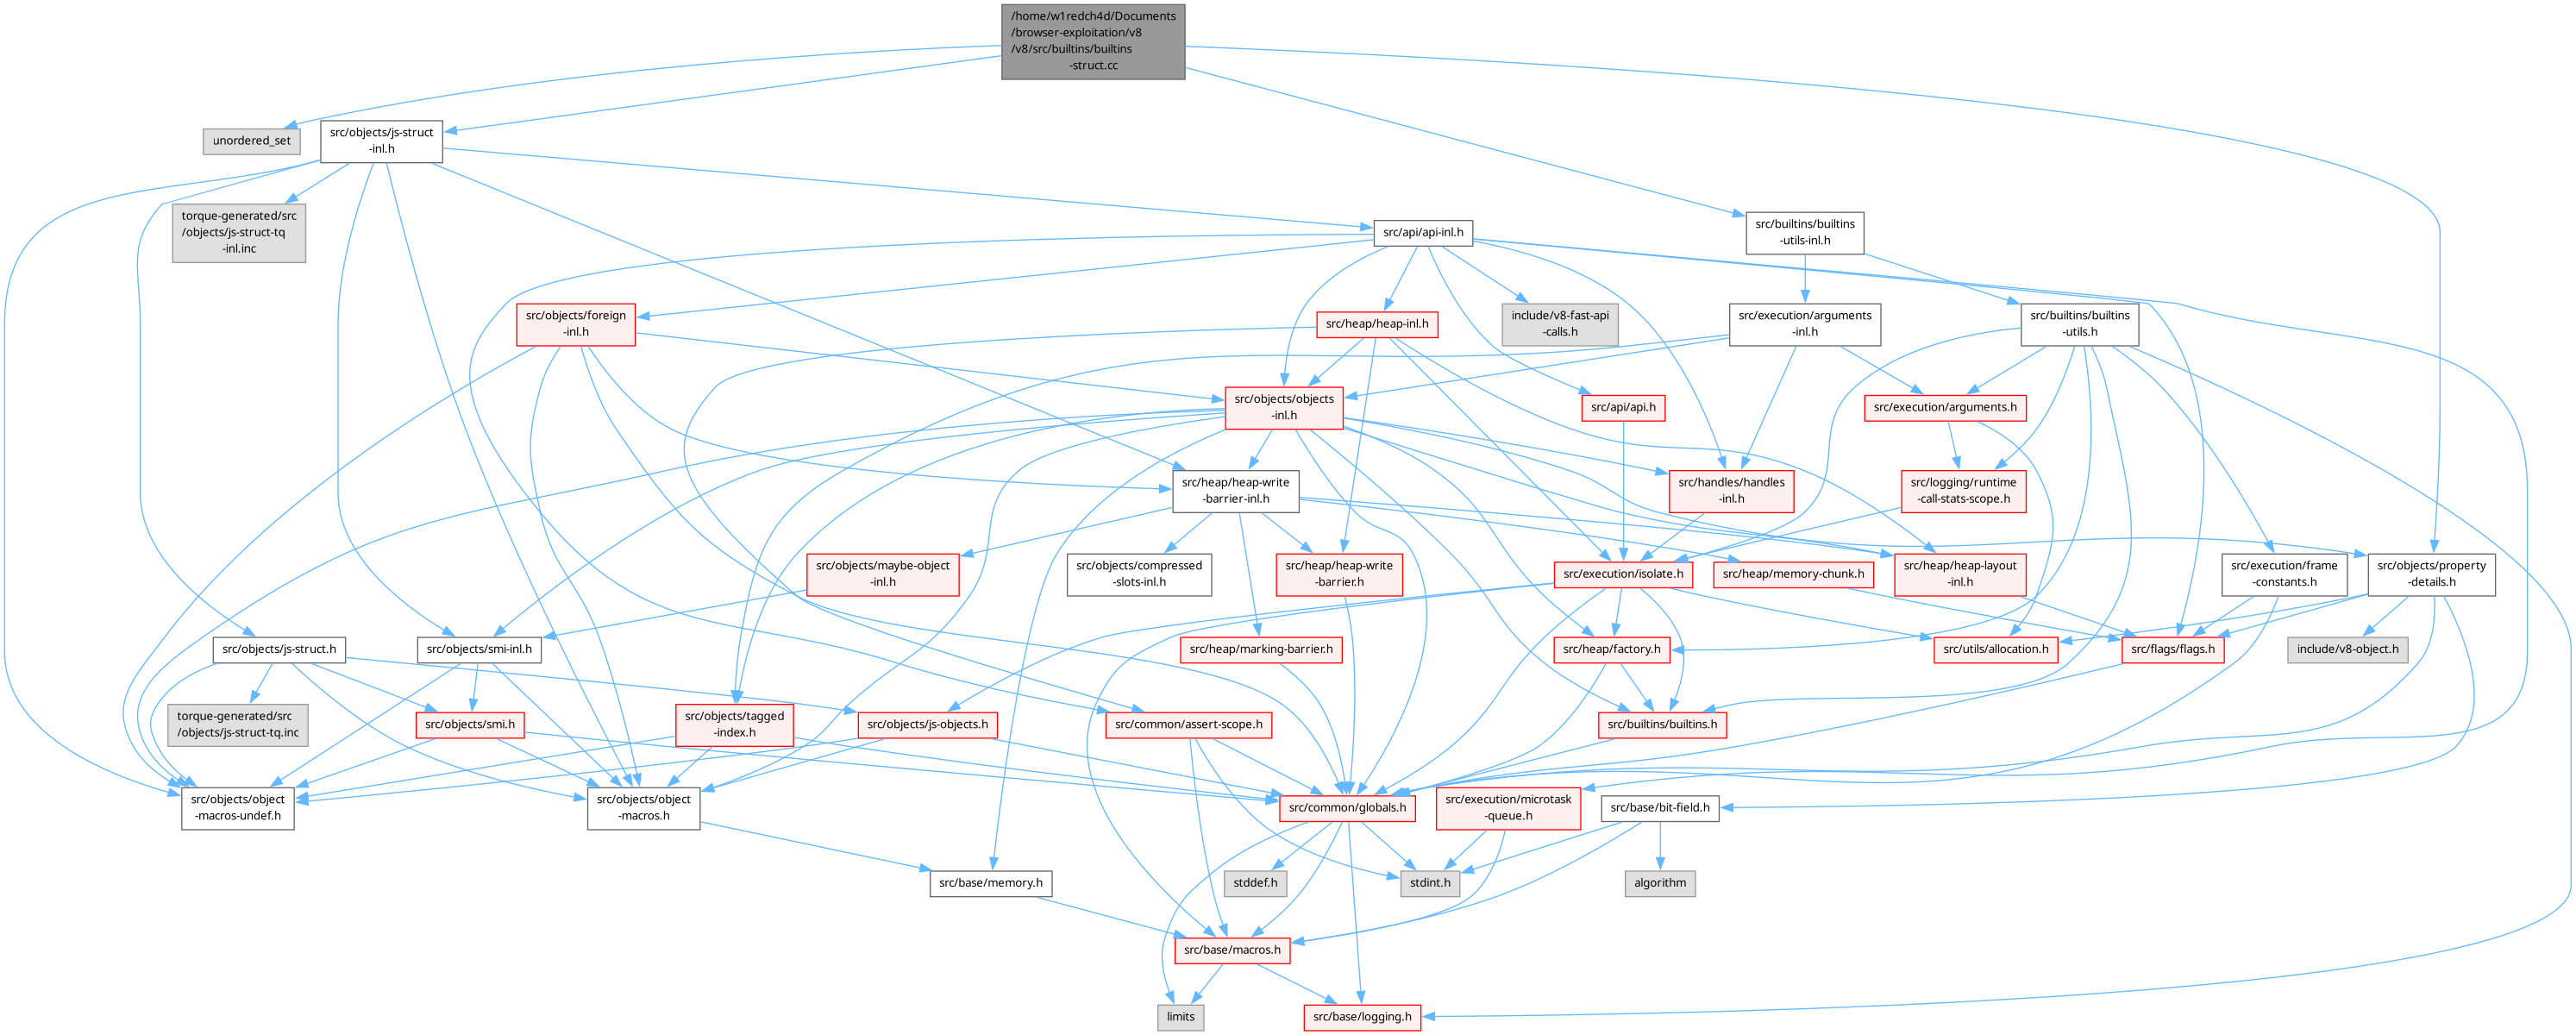 /home/w1redch4d/Documents
/browser-exploitation/v8
/v8/src/builtins/builtins
-struct.cc
unordered_set
src/objects/js-struct
-inl.h
torque-generated/src
/objects/js-struct-tq
-inl.inc
src/api/api-inl.h
src/builtins/builtins
-utils-inl.h
src/objects/foreign
-inl.h
src/heap/heap-inl.h
include/v8-fast-api
-calls.h
src/execution/arguments
-inl.h
src/builtins/builtins
-utils.h
src/objects/objects
-inl.h
src/api/api.h
src/execution/arguments.h
src/heap/heap-write
-barrier-inl.h
src/handles/handles
-inl.h
src/logging/runtime
-call-stats-scope.h
src/objects/maybe-object
-inl.h
src/objects/compressed
-slots-inl.h
src/heap/heap-write
-barrier.h
src/execution/isolate.h
src/heap/memory-chunk.h
src/heap/heap-layout
-inl.h
src/execution/frame
-constants.h
src/objects/property
-details.h
src/objects/js-struct.h
src/objects/smi-inl.h
src/heap/marking-barrier.h
src/heap/factory.h
src/utils/allocation.h
src/flags/flags.h
include/v8-object.h
torque-generated/src
/objects/js-struct-tq.inc
src/objects/smi.h
src/objects/tagged
-index.h
src/objects/js-objects.h
src/common/assert-scope.h
src/builtins/builtins.h
src/objects/object
-macros-undef.h
src/objects/object
-macros.h
src/common/globals.h
src/execution/microtask
-queue.h
src/base/bit-field.h
src/base/memory.h
stddef.h
stdint.h
algorithm
src/base/macros.h
limits
src/base/logging.h